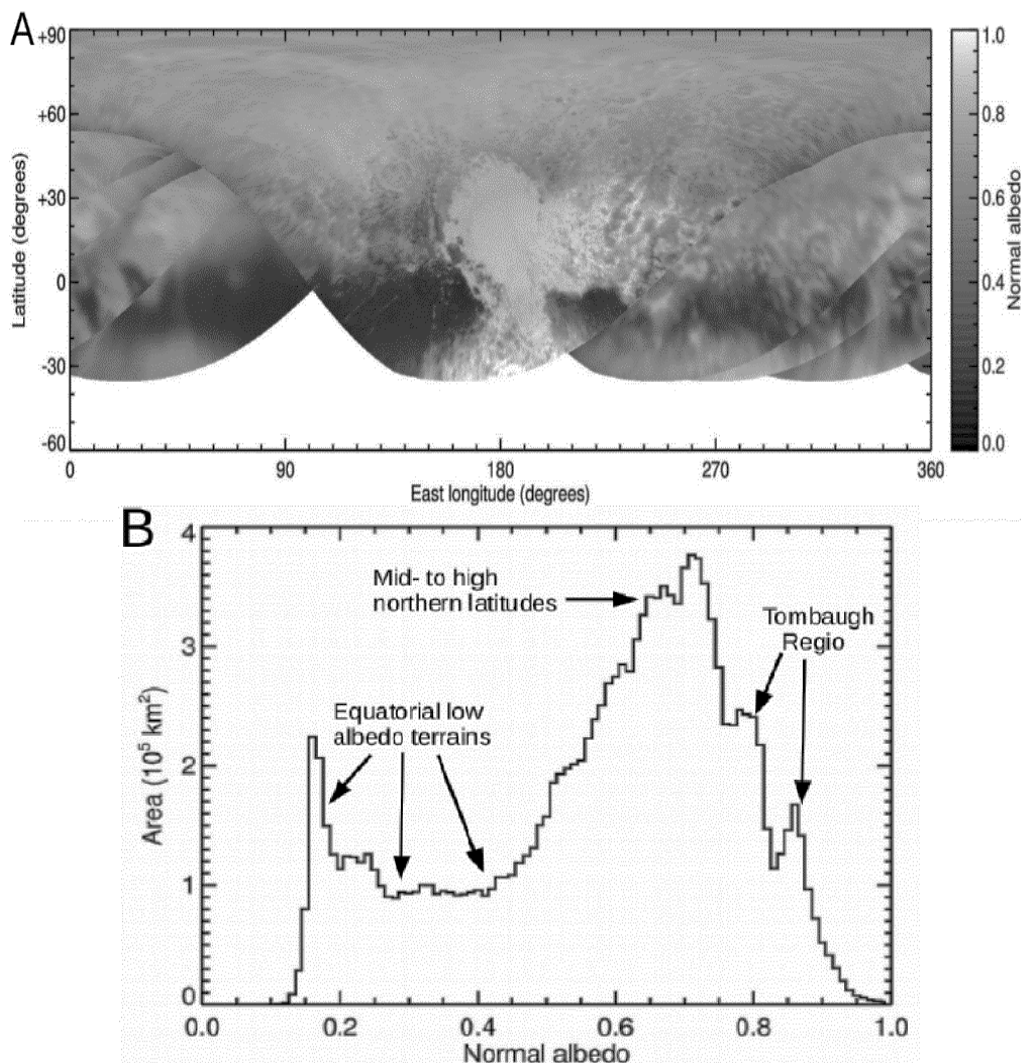 A
+90
+60
+30
0
-30
-60
Latitude (degrees)
0
90
180
270
360
East longitude (degrees)
1.0
0.8
0.6
0.4
0.2
0.0
Normal albedo
B
4
3
2
1
0
Area (10⁵ km²)
Mid- to high
northern latitudes
Tombaugh
Regio
Equatorial low
albedo terrains
0.0
0.2
0.4
0.6
0.8
1.0
Normal albedo